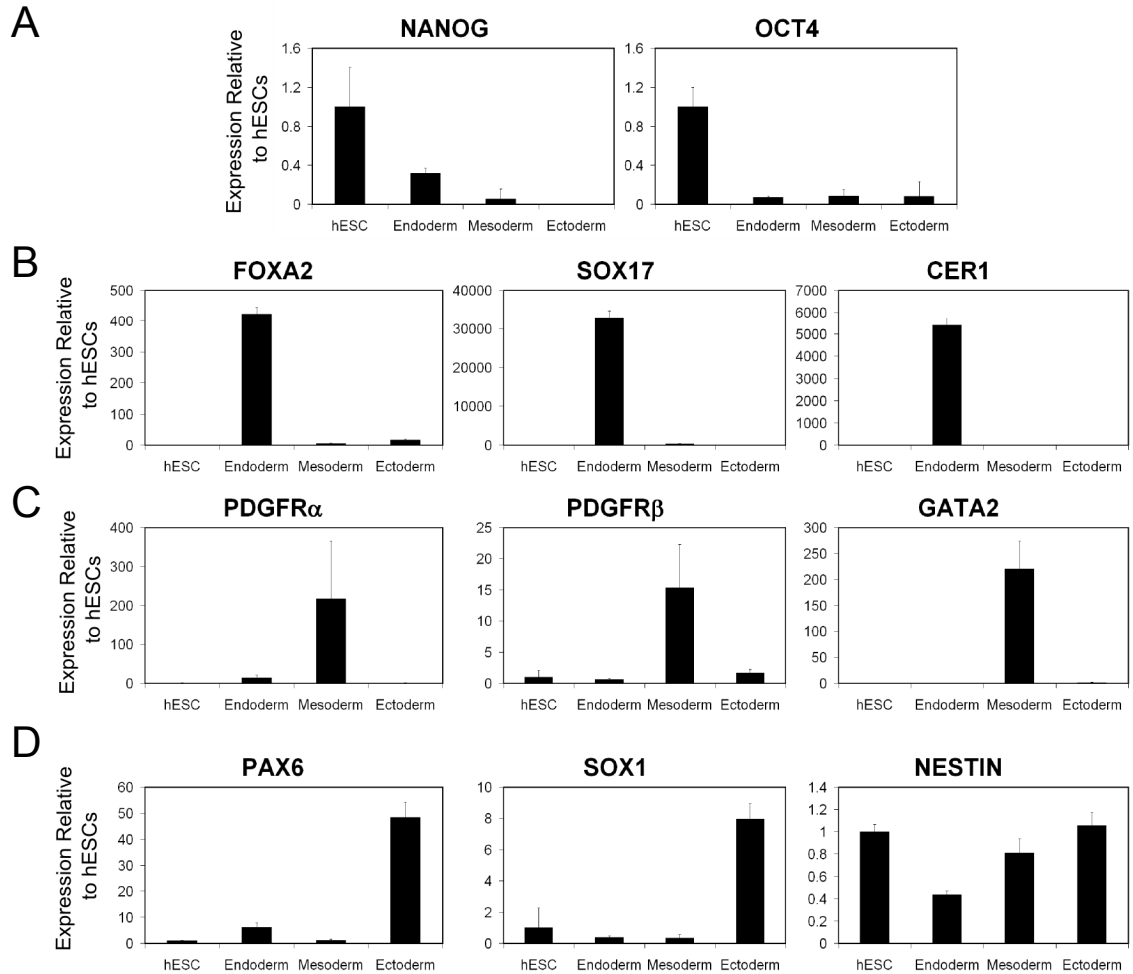 A
NANOG
OCT4
Expression Relative
to hESCs
1.6
1.2
0.8
0.4
0
hESC Endoderm Mesoderm Ectoderm
1.6
1.2
0.8
0.4
0
hESC Endoderm Mesoderm Ectoderm
B
FOXA2
SOX17
CER1
Expression Relative
to hESCs
500
400
300
200
100
0
hESC Endoderm Mesoderm Ectoderm
40000
30000
20000
10000
0
hESC Endoderm Mesoderm Ectoderm
7000
6000
5000
4000
3000
2000
1000
0
hESC Endoderm Mesoderm Ectoderm
C
PDGFRα
PDGFRβ
GATA2
Expression Relative
to hESCs
400
300
200
100
0
hESC Endoderm Mesoderm Ectoderm
25
20
15
10
5
0
hESC Endoderm Mesoderm Ectoderm
300
250
200
150
100
50
0
hESC Endoderm Mesoderm Ectoderm
D
PAX6
SOX1
NESTIN
Expression Relative
to hESCs
60
50
40
30
20
10
0
hESC Endoderm Mesoderm Ectoderm
10
8
6
4
2
0
hESC Endoderm Mesoderm Ectoderm
1.4
1.2
1
0.8
0.6
0.4
0.2
0
hESC Endoderm Mesoderm Ectoderm